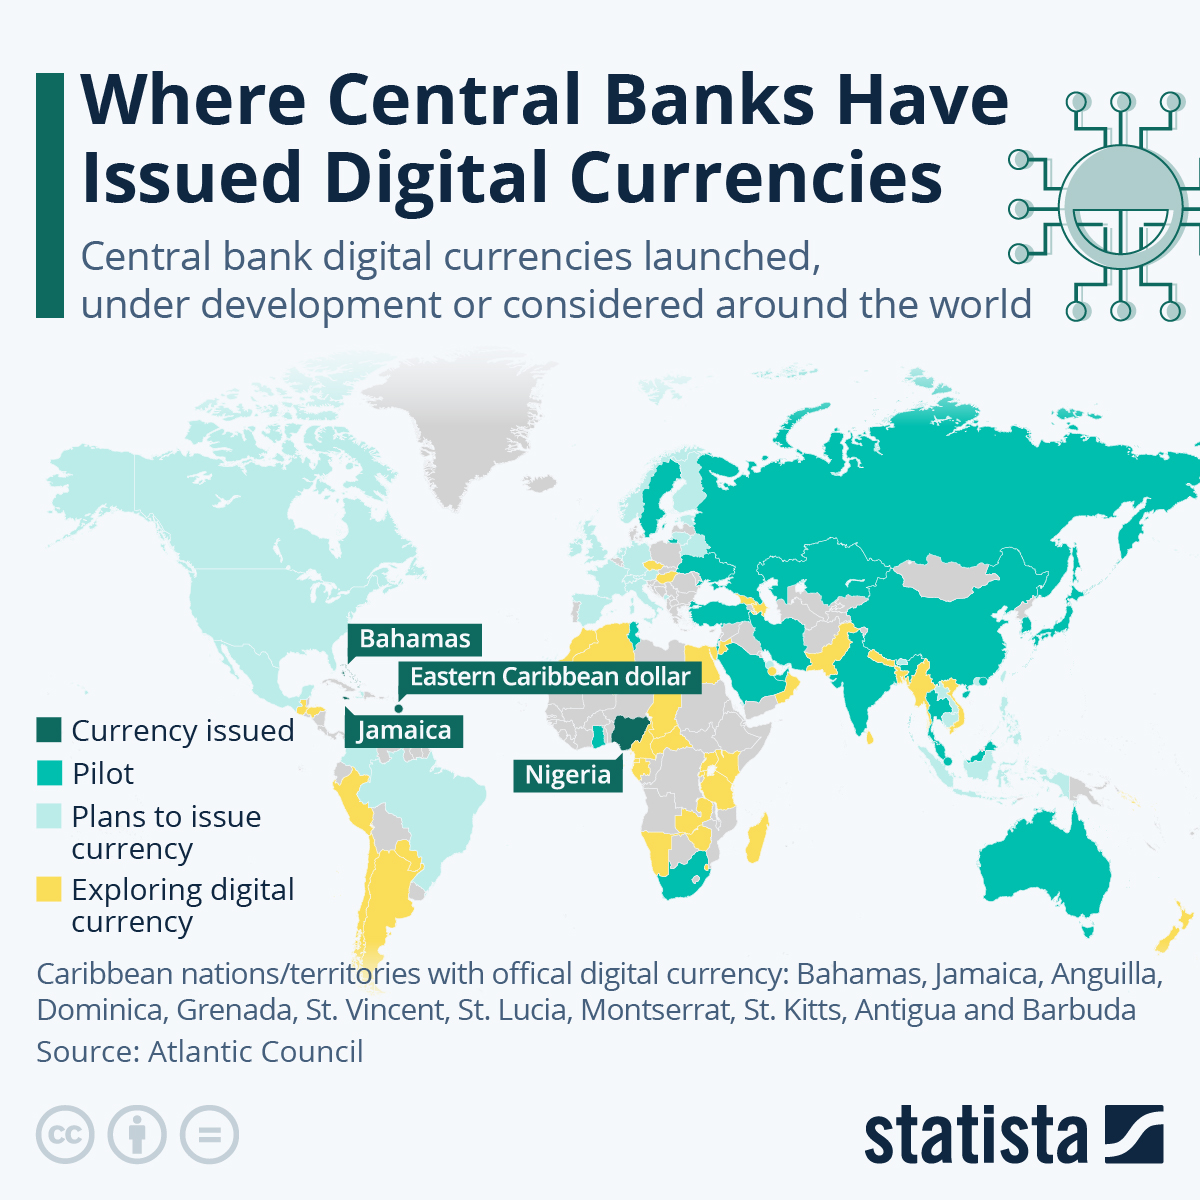 Where Central Banks Have
Issued Digital Currencies
Central bank digital currencies launched,
under development or considered around the world
Bahamas
Eastern Caribbean dollar
Jamaica
Nigeria
Currency issued
Pilot
Plans to issue
currency
Exploring digital
currency
Caribbean nations/territories with offical digital currency: Bahamas, Jamaica, Anguilla,
Dominica, Grenada, St. Vincent, St. Lucia, Montserrat, St. Kitts, Antigua and Barbuda
Source: Atlantic Council
cc
statista